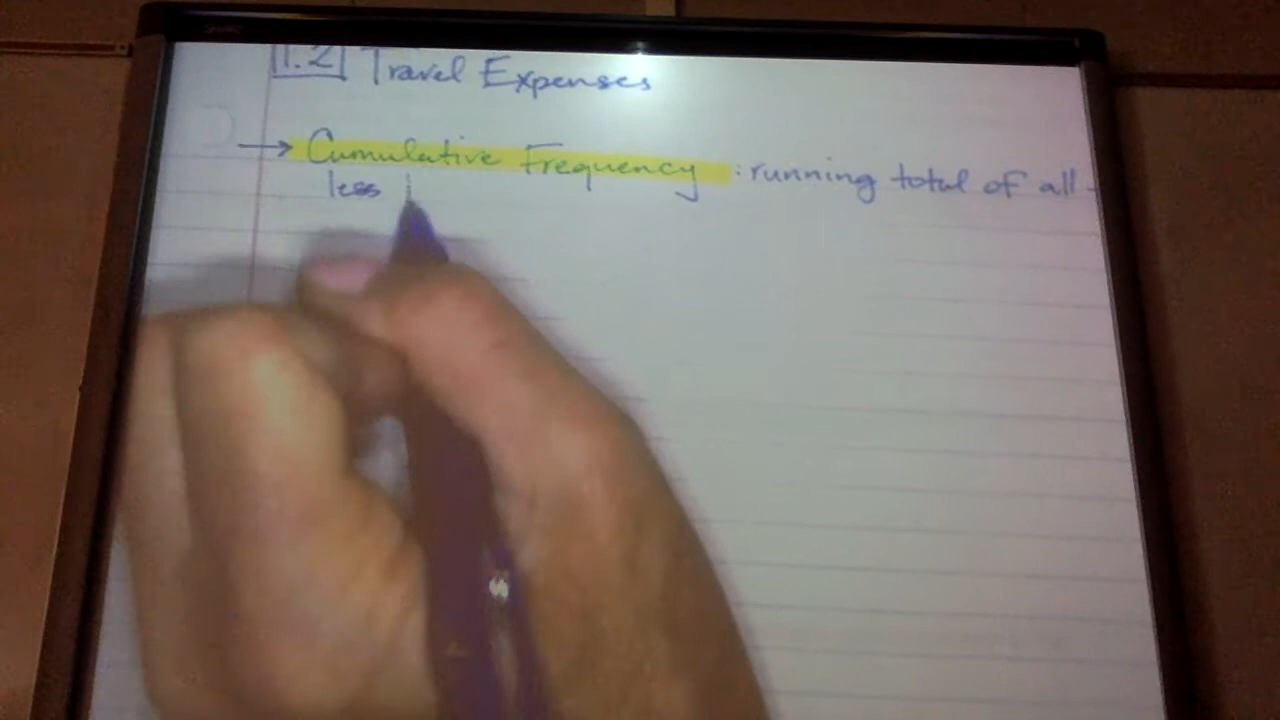 1.2 Travel Expenses
→ Cumulative Frequency : running total of all
less